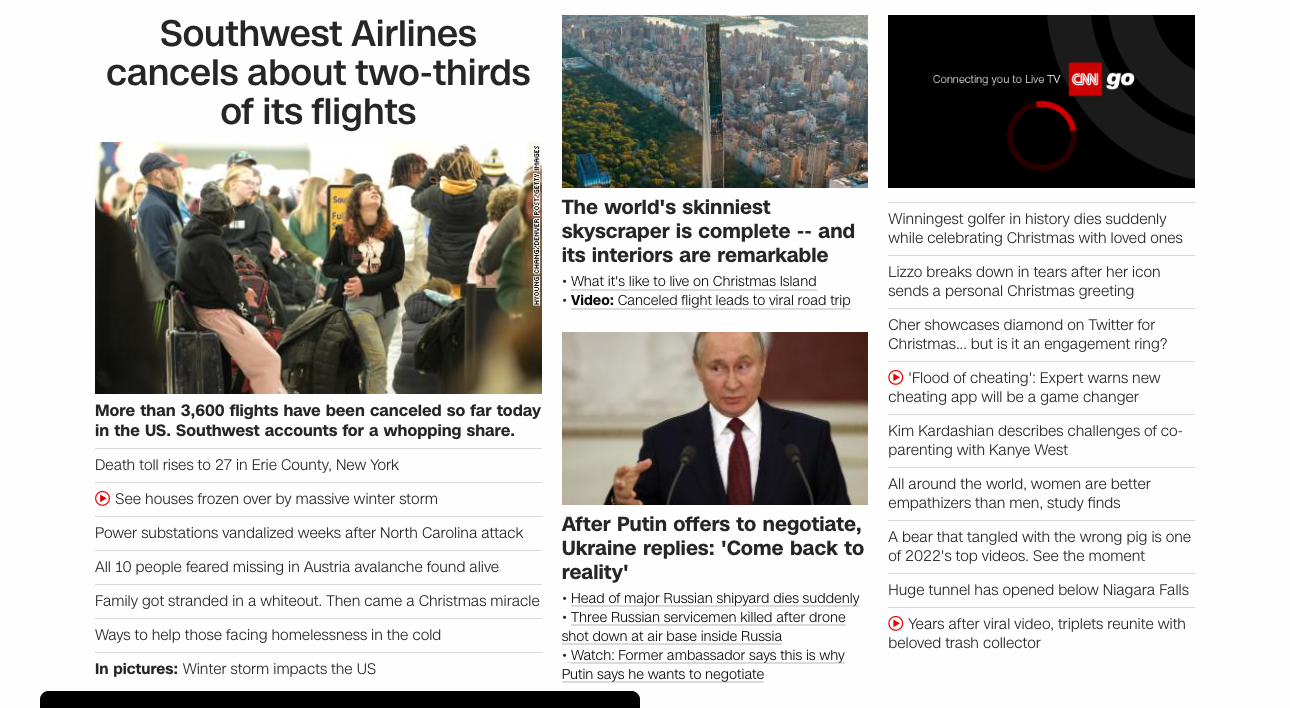 Southwest Airlines
cancels about two-thirds
of its flights
HYOUNG CHANG/DENVER POST/GETTY IMAGES
More than 3,600 flights have been canceled so far today
in the US. Southwest accounts for a whopping share.
Death toll rises to 27 in Erie County, New York
See houses frozen over by massive winter storm
Power substations vandalized weeks after North Carolina attack
All 10 people feared missing in Austria avalanche found alive
Family got stranded in a whiteout. Then came a Christmas miracle
Ways to help those facing homelessness in the cold
In pictures: Winter storm impacts the US
The world's skinniest
skyscraper is complete -- and
its interiors are remarkable
• What it's like to live on Christmas Island
• Video: Canceled flight leads to viral road trip
After Putin offers to negotiate,
Ukraine replies: 'Come back to
reality'
• Head of major Russian shipyard dies suddenly
• Three Russian servicemen killed after drone
shot down at air base inside Russia
• Watch: Former ambassador says this is why
Putin says he wants to negotiate
Connecting you to Live TV CNN go
Winningest golfer in history dies suddenly
while celebrating Christmas with loved ones
Lizzo breaks down in tears after her icon
sends a personal Christmas greeting
Cher showcases diamond on Twitter for
Christmas... but is it an engagement ring?
'Flood of cheating': Expert warns new
cheating app will be a game changer
Kim Kardashian describes challenges of co-
parenting with Kanye West
All around the world, women are better
empathizers than men, study finds
A bear that tangled with the wrong pig is one
of 2022's top videos. See the moment
Huge tunnel has opened below Niagara Falls
Years after viral video, triplets reunite with
beloved trash collector